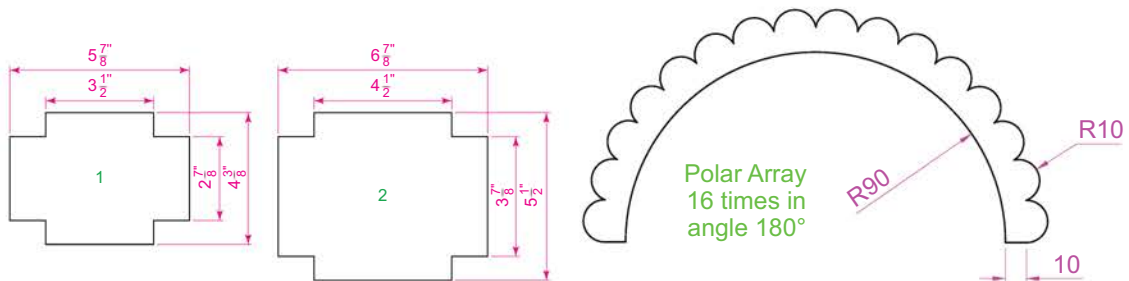 5 7/8"
3 1/2"
1
2 7/8"
4 3/8"
6 7/8"
4 1/2"
2
3 7/8"
5 1/2"
Polar Array
16 times in
angle 180°
R90
R10
10